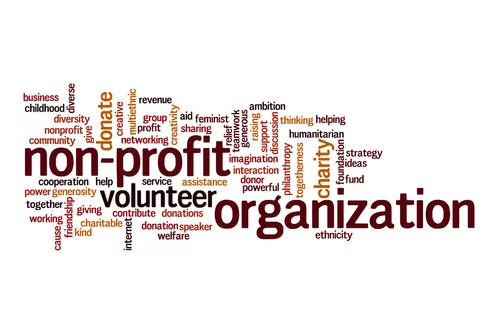 business
childhood
diverse
diversity
nonprofit
give
community
donate
creative
multiethnic
revenue
group
profit
networking
creativity
aid
feminist
sharing
relief
teamwork
generous
raising
support
discussion
ambition
thinking
helping
humanitarian
non-profit
imagination
interaction
donor
powerful
philanthropy
togetherness
charity
foundation
strategy
ideas
fund
cooperation
help
service
assistance
power
generosity
volunteer
organization
together
friendship
giving
contribute
donations
working
cause
charitable
kind
internet
donation
speaker
welfare
ethnicity